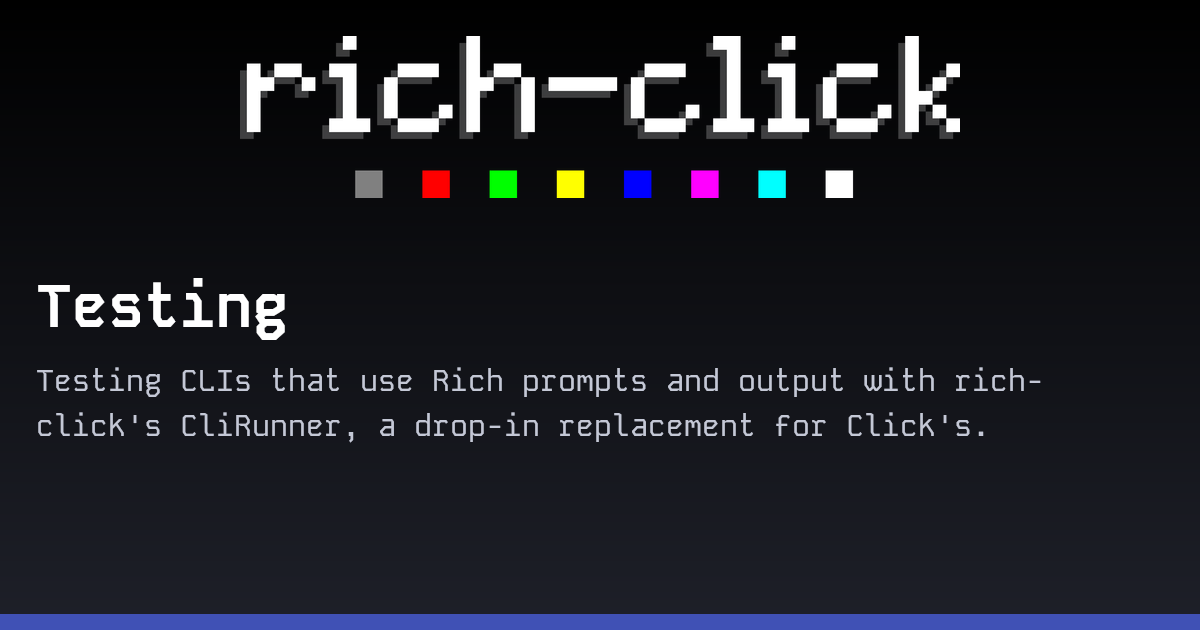 rich-click
Testing
Testing CLIs that use Rich prompts and output with rich-
click's CliRunner, a drop-in replacement for Click's.